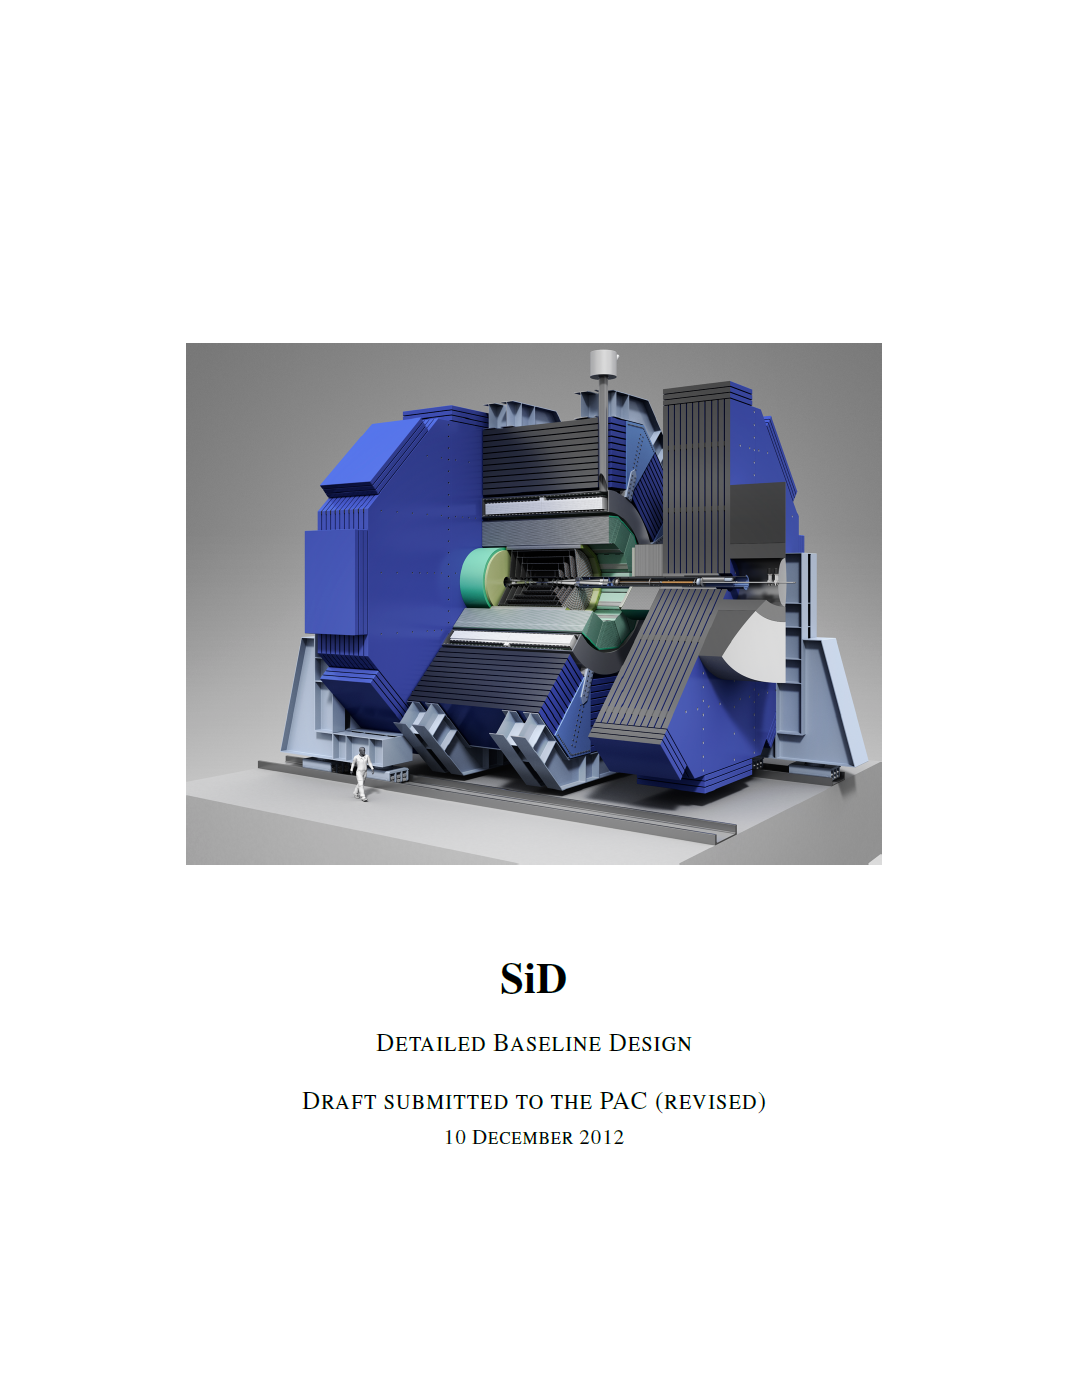 SiD
Detailed Baseline Design
Draft submitted to the PAC (revised)
10 December 2012